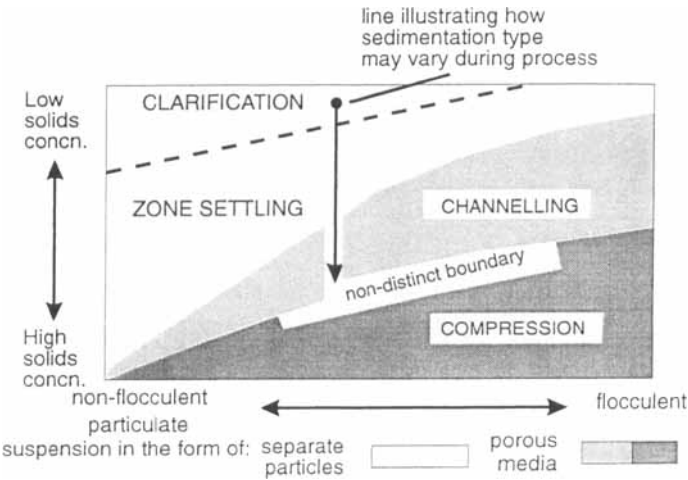 line illustrating how
sedimentation type
may vary during process
Low
solids
concn.
CLARIFICATION
ZONE SETTLING
CHANNELLING
non-distinct boundary
COMPRESSION
High
solids
concn.
non-flocculent
flocculent
particulate
suspension in the form of:
separate
particles
porous
media